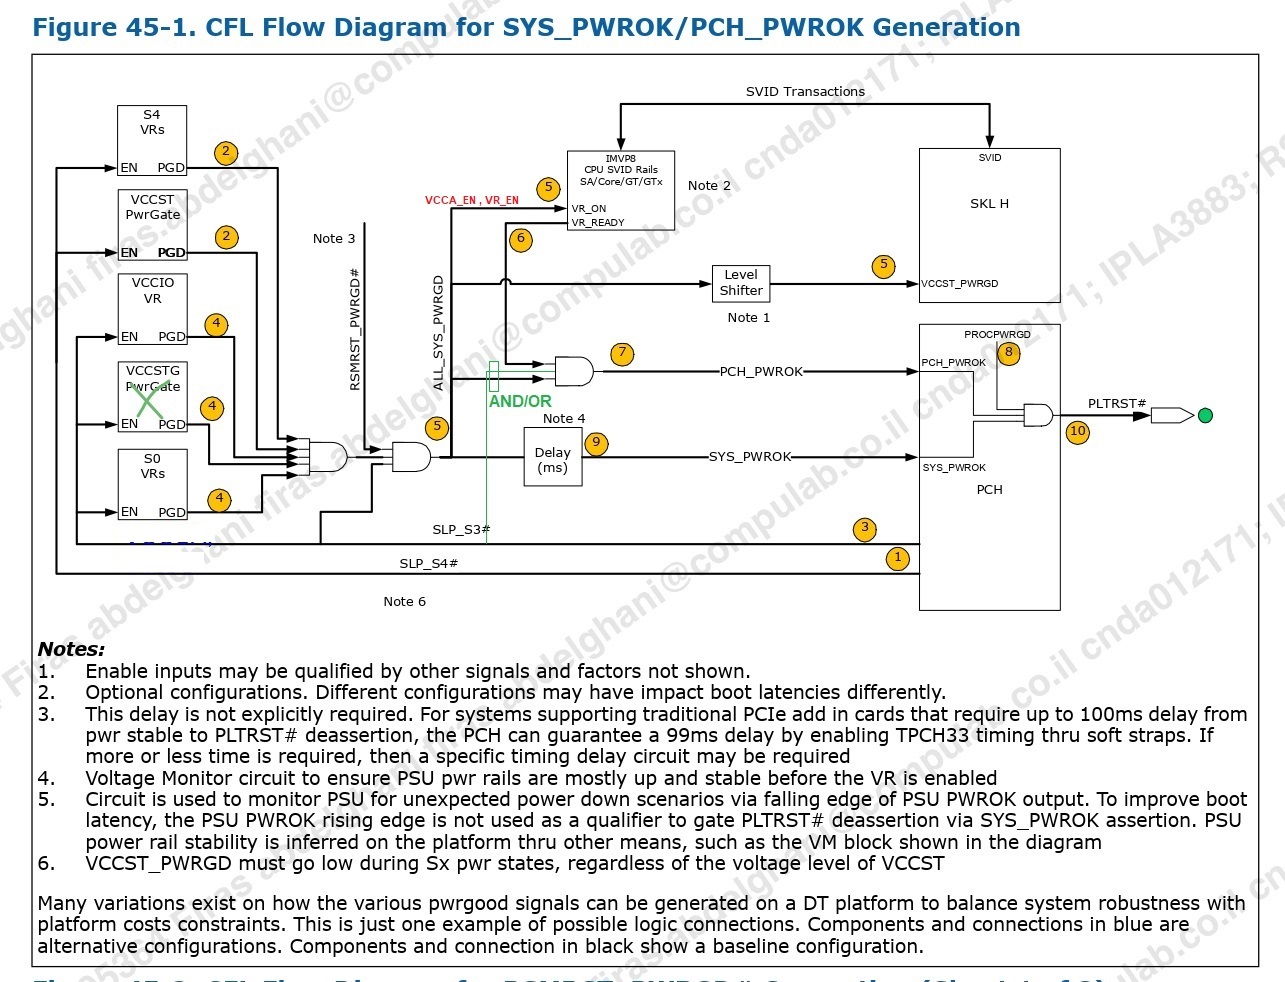 Figure 45-1. CFL Flow Diagram for SYS_PWROK/PCH_PWROK Generation
SVID Transactions
S4
VRs
EN PGD
2
VCCST
PwrGate
EN PGD
2
VCCIO
VR
EN PGD
4
VCCSTG
PwrGate
EN PGD
4
S0
VRs
EN PGD
4
Note 3
RSMRST_PWRGD#
ALL_SYS_PWRGD
5
VCCA_EN , VR_EN
5
IMVP8
CPU SVID Rails
SA/Core/GT/GTx
VR_ON
VR_READY
Note 2
6
Level
Shifter
Note 1
5
SVID
SKL H
VCCST_PWRGD
7
PCH_PWROK
AND/OR
Note 4
Delay
(ms)
9
SYS_PWROK
PROCPWRGD
8
PCH_PWROK
SYS_PWROK
PCH
PLTRST#
10
SLP_S3#
3
SLP_S4#
1
Note 6
Notes:
1. Enable inputs may be qualified by other signals and factors not shown.
2. Optional configurations. Different configurations may have impact boot latencies differently.
3. This delay is not explicitly required. For systems supporting traditional PCIe add in cards that require up to 100ms delay from
pwr stable to PLTRST# deassertion, the PCH can guarantee a 99ms delay by enabling TPCH33 timing thru soft straps. If
more or less time is required, then a specific timing delay circuit may be required
4. Voltage Monitor circuit to ensure PSU pwr rails are mostly up and stable before the VR is enabled
5. Circuit is used to monitor PSU for unexpected power down scenarios via falling edge of PSU PWROK output. To improve boot
latency, the PSU PWROK rising edge is not used as a qualifier to gate PLTRST# deassertion via SYS_PWROK assertion. PSU
power rail stability is inferred on the platform thru other means, such as the VM block shown in the diagram
6. VCCST_PWRGD must go low during Sx pwr states, regardless of the voltage level of VCCST
Many variations exist on how the various pwrgood signals can be generated on a DT platform to balance system robustness with
platform costs constraints. This is just one example of possible logic connections. Components and connections in blue are
alternative configurations. Components and connection in black show a baseline configuration.